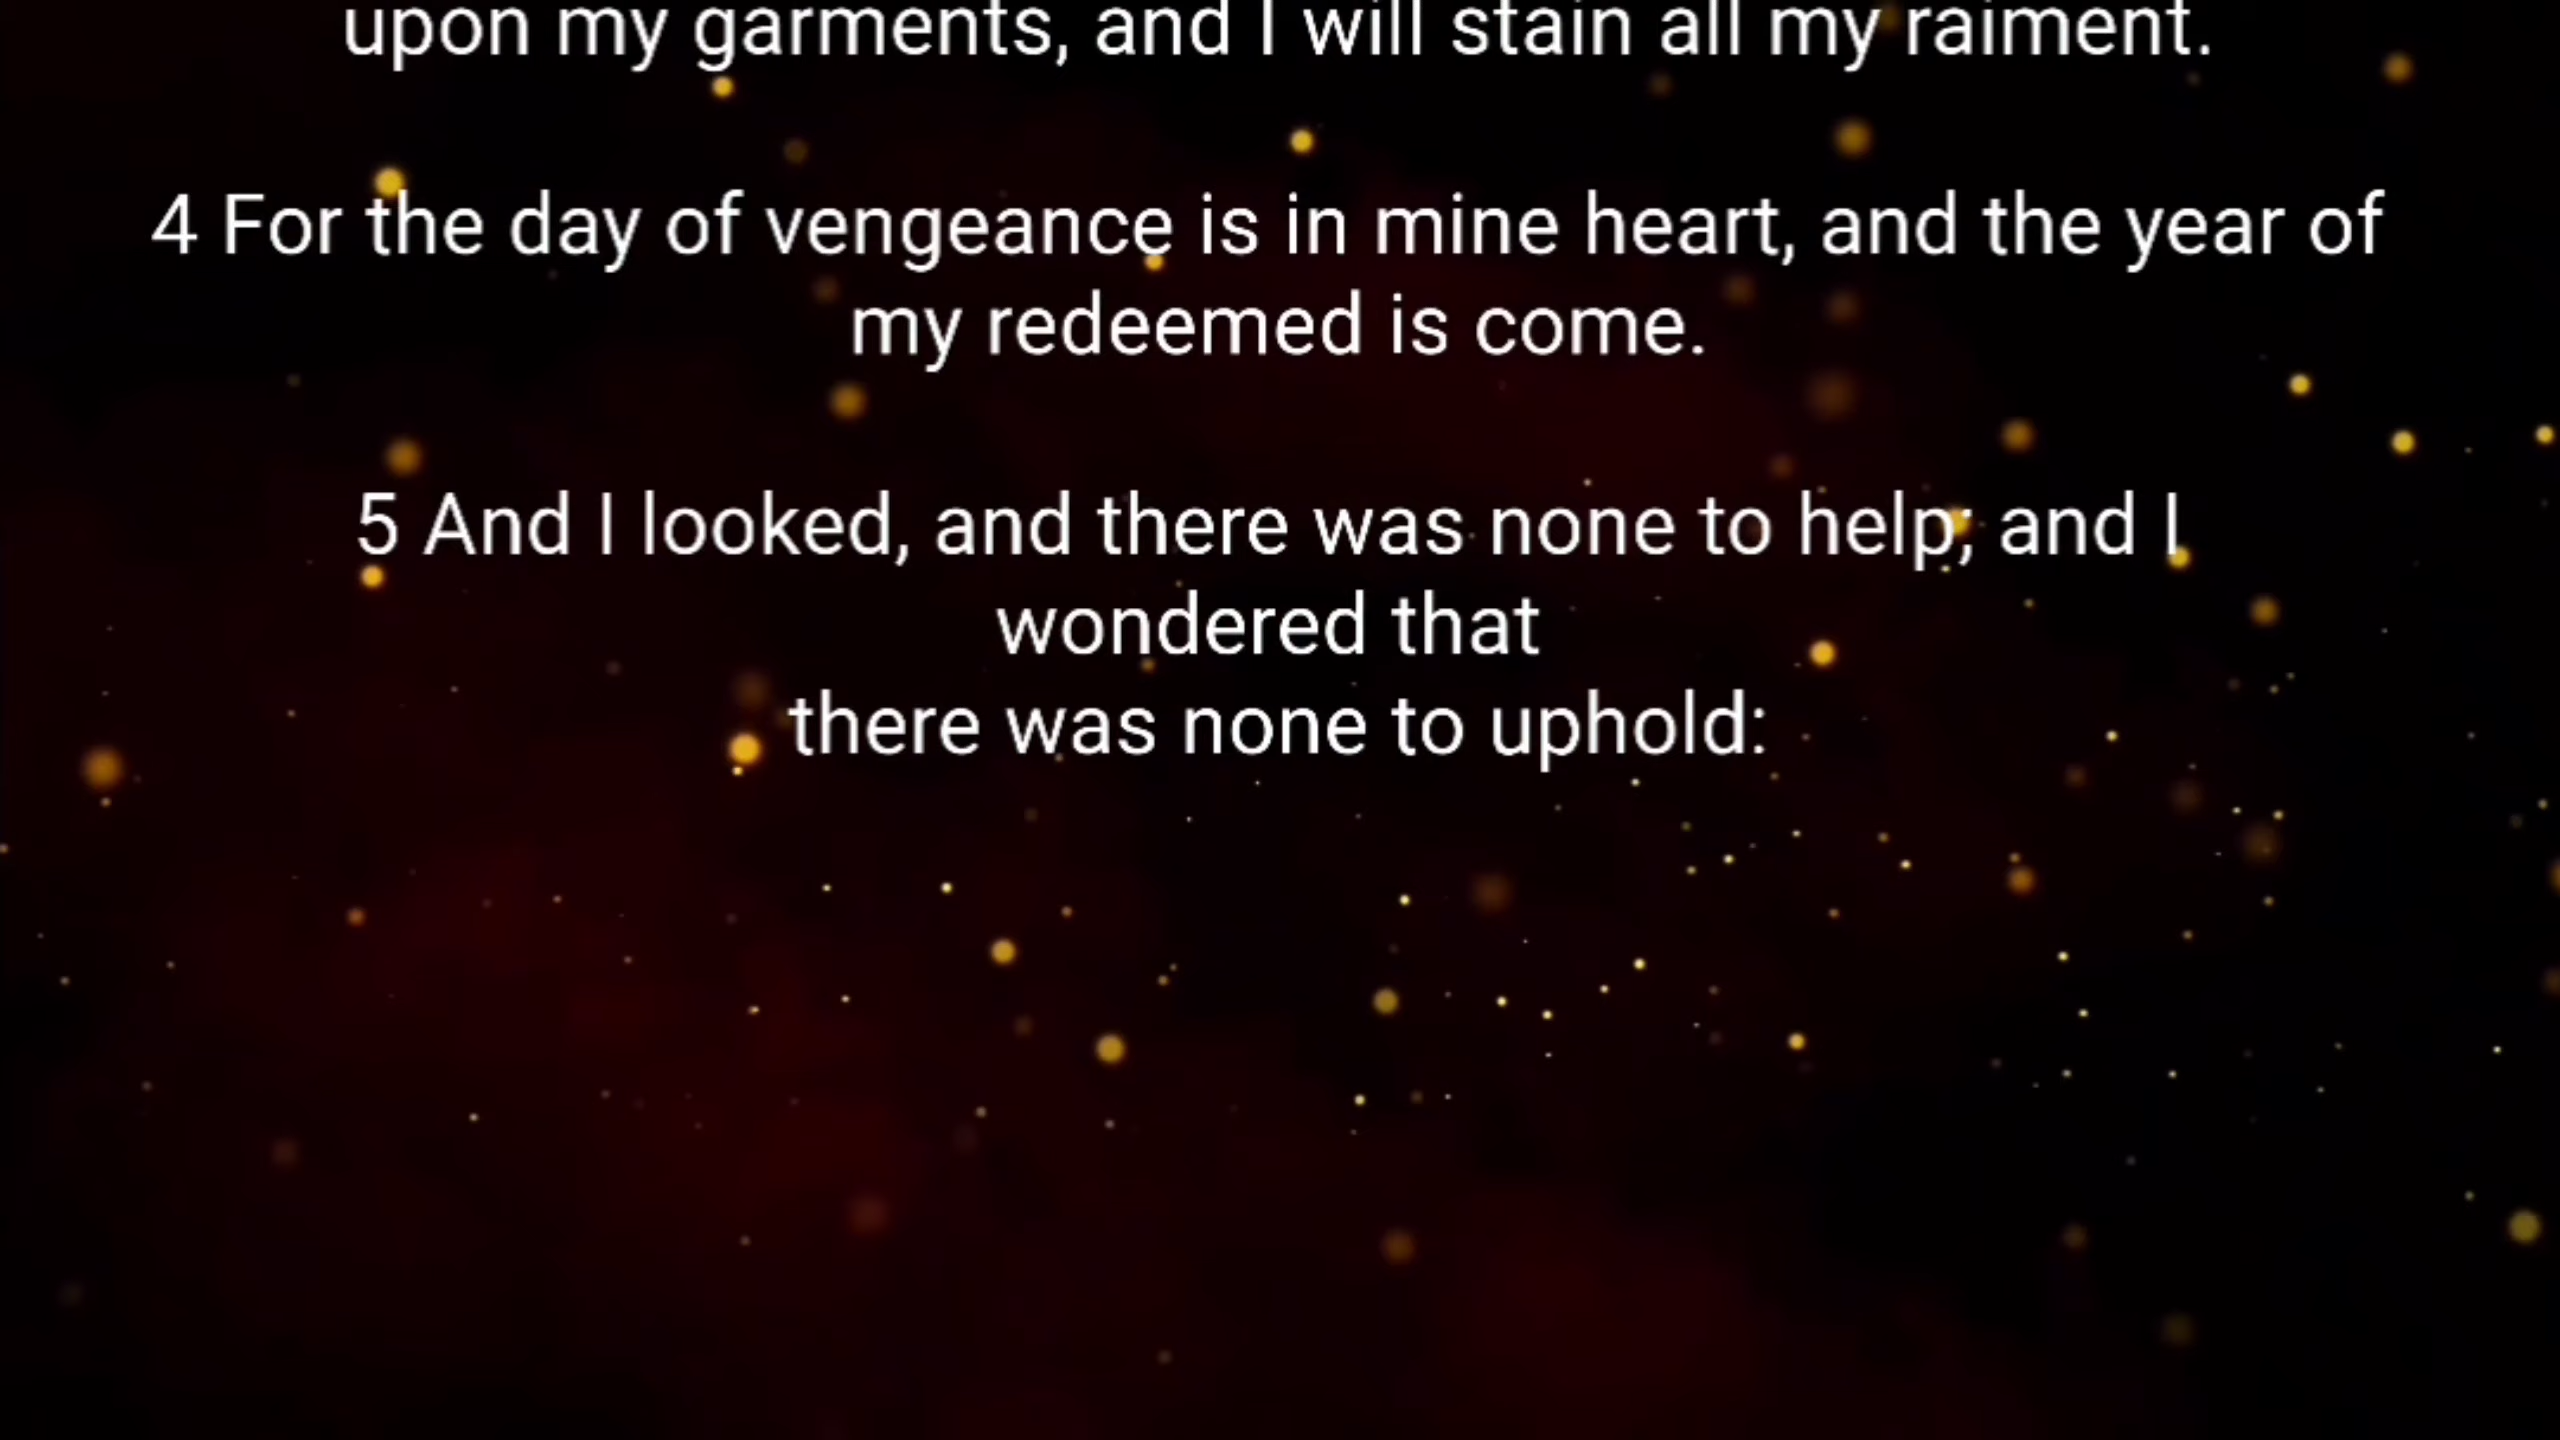 upon my garments, and I will stain all my raiment.
4 For the day of vengeance is in mine heart, and the year of
my redeemed is come.
5 And I looked, and there was none to help; and I
wondered that
there was none to uphold: